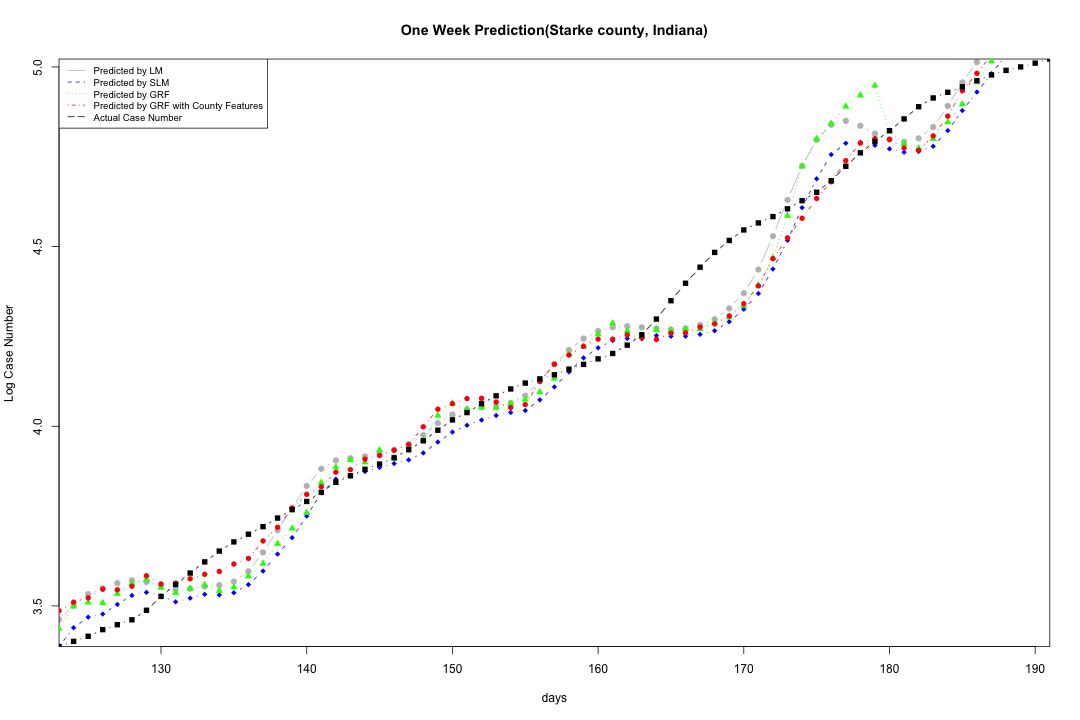 One Week Prediction(Starke county, Indiana)
Predicted by LM
Predicted by SLM
Predicted by GRF
Predicted by GRF with County Features
Actual Case Number
5.0
4.5
4.0
3.5
Log Case Number
130 140 150 160 170 180 190
days